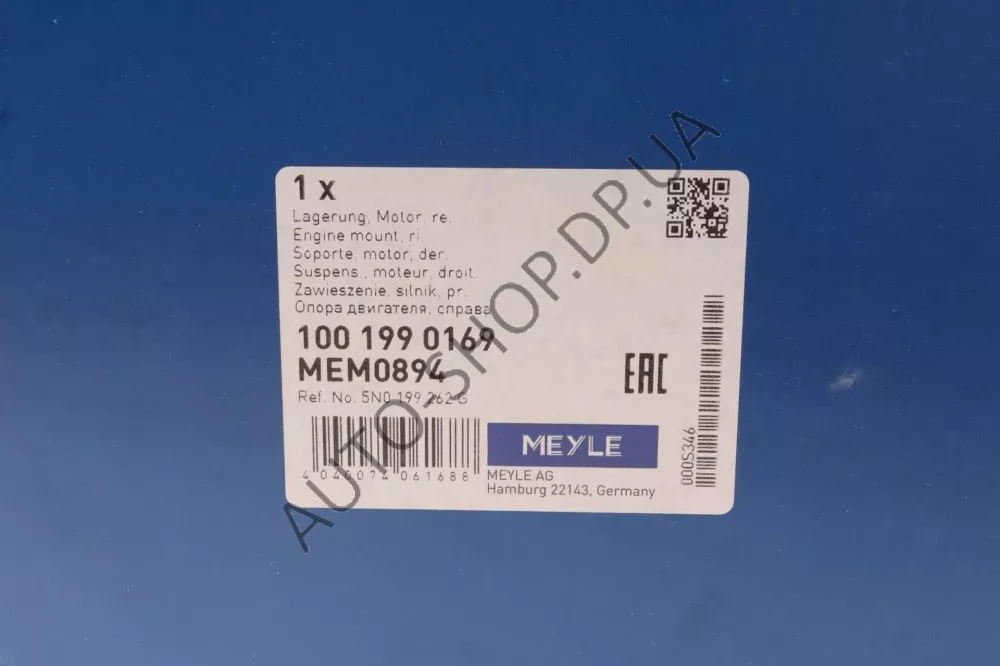 1 x
Lagerung, Motor, re.
Engine mount, ri.
Soporte, motor, der.
Suspens., moteur, droit.
Zawieszenie, silnik, pr.
Опора двигателя, справа
100 199 0169
MEM0894
Ref. No. 5N0 199 262 G
4 040074 061688
EAC
MEYLE
MEYLE AG
Hamburg 22143, Germany
000S346
AUTO-SHOP.DP.UA